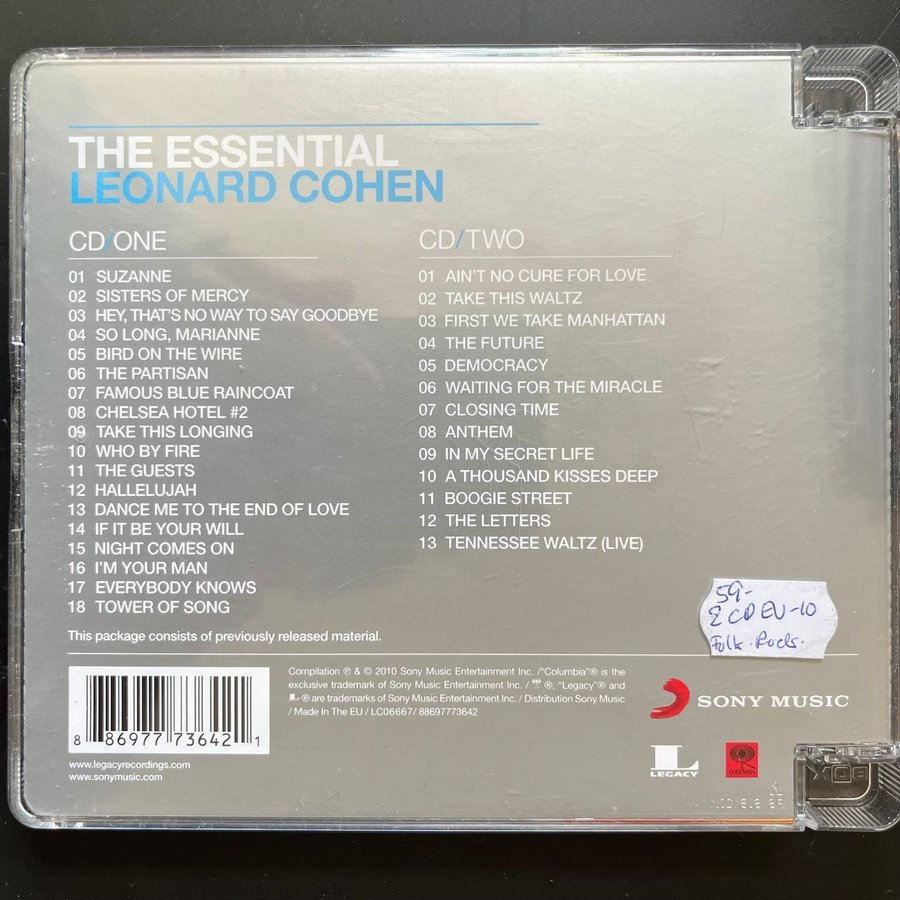 THE ESSENTIAL
LEONARD COHEN
CD/ONE
01 SUZANNE
02 SISTERS OF MERCY
03 HEY, THAT'S NO WAY TO SAY GOODBYE
04 SO LONG, MARIANNE
05 BIRD ON THE WIRE
06 THE PARTISAN
07 FAMOUS BLUE RAINCOAT
08 CHELSEA HOTEL #2
09 TAKE THIS LONGING
10 WHO BY FIRE
11 THE GUESTS
12 HALLELUJAH
13 DANCE ME TO THE END OF LOVE
14 IF IT BE YOUR WILL
15 NIGHT COMES ON
16 I'M YOUR MAN
17 EVERYBODY KNOWS
18 TOWER OF SONG
CD/TWO
01 AIN'T NO CURE FOR LOVE
02 TAKE THIS WALTZ
03 FIRST WE TAKE MANHATTAN
04 THE FUTURE
05 DEMOCRACY
06 WAITING FOR THE MIRACLE
07 CLOSING TIME
08 ANTHEM
09 IN MY SECRET LIFE
10 A THOUSAND KISSES DEEP
11 BOOGIE STREET
12 THE LETTERS
13 TENNESSEE WALTZ (LIVE)
59-
2 CD EU-10
Folk. Rock.
This package consists of previously released material.
8 86977 73642 1
www.legacyrecordings.com
www.sonymusic.com
Compilation ℗ & © 2010 Sony Music Entertainment Inc. /"Columbia"® is the
exclusive trademark of Sony Music Entertainment Inc. / ®, "Legacy"® and
L ® are trademarks of Sony Music Entertainment Inc. / Distribution Sony Music
/ Made In The EU / LC06667/ 88697773642
SONY MUSIC
L
LEGACY
COLUMBIA